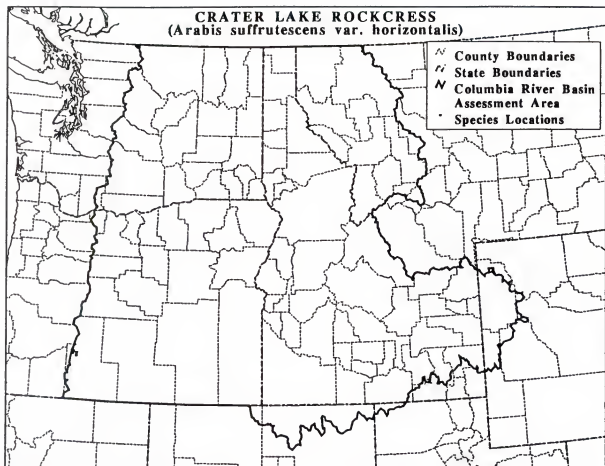 CRATER LAKE ROCKCRESS
(Arabis suffrutescens var. horizontalis)
County Boundaries
State Boundaries
Columbia River Basin
Assessment Area
Species Locations